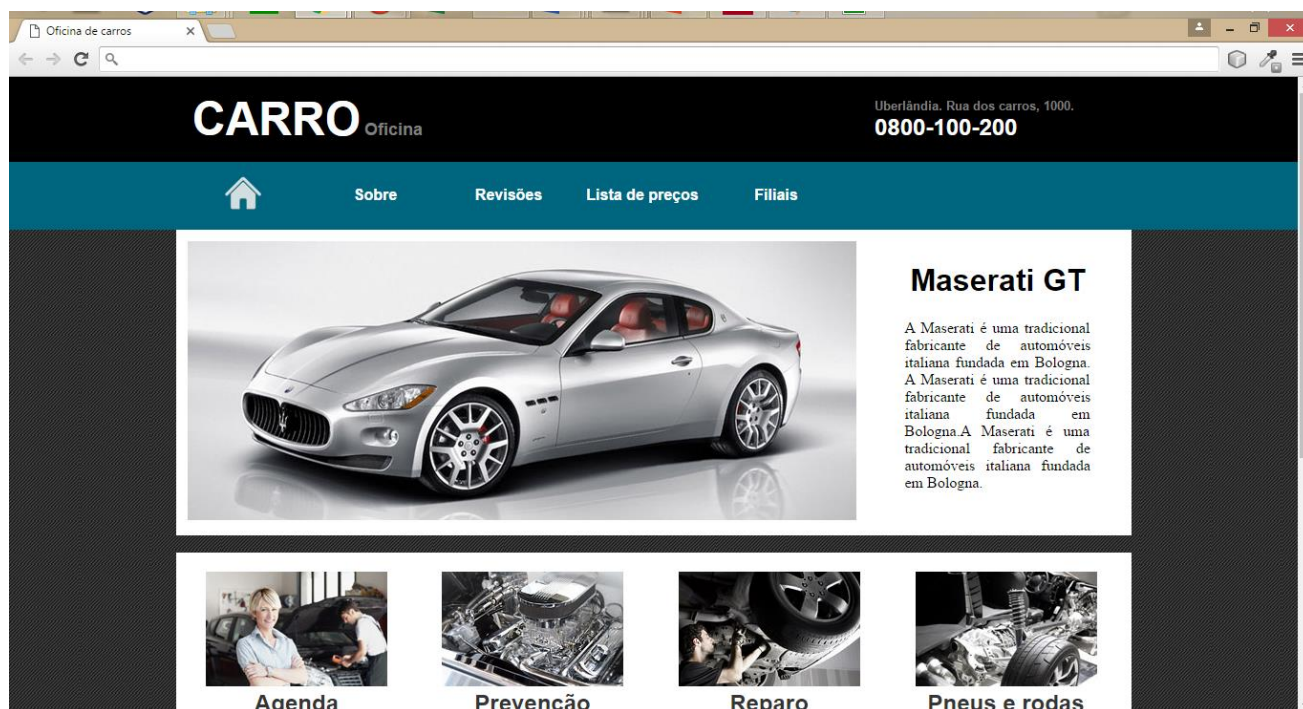 Oficina de carros
CARRO Oficina
Uberlândia. Rua dos carros, 1000.
0800-100-200
Sobre Revisões Lista de preços Filiais
Maserati GT
A Maserati é uma tradicional
fabricante de automóveis
italiana fundada em Bologna.
A Maserati é uma tradicional
fabricante de automóveis
italiana fundada em
Bologna.A Maserati é uma
tradicional fabricante de
automóveis italiana fundada
em Bologna.
Agenda Prevenção Reparo Pneus e rodas